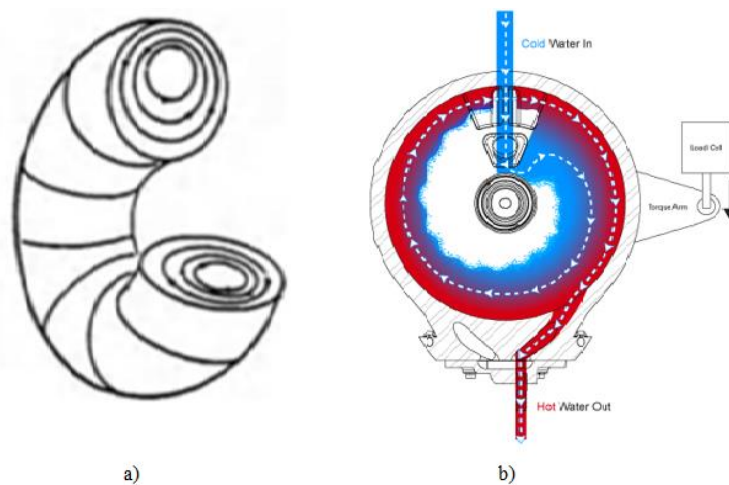 Cold Water In
Load Cell
Torque Arm
Hot Water Out
a)
b)